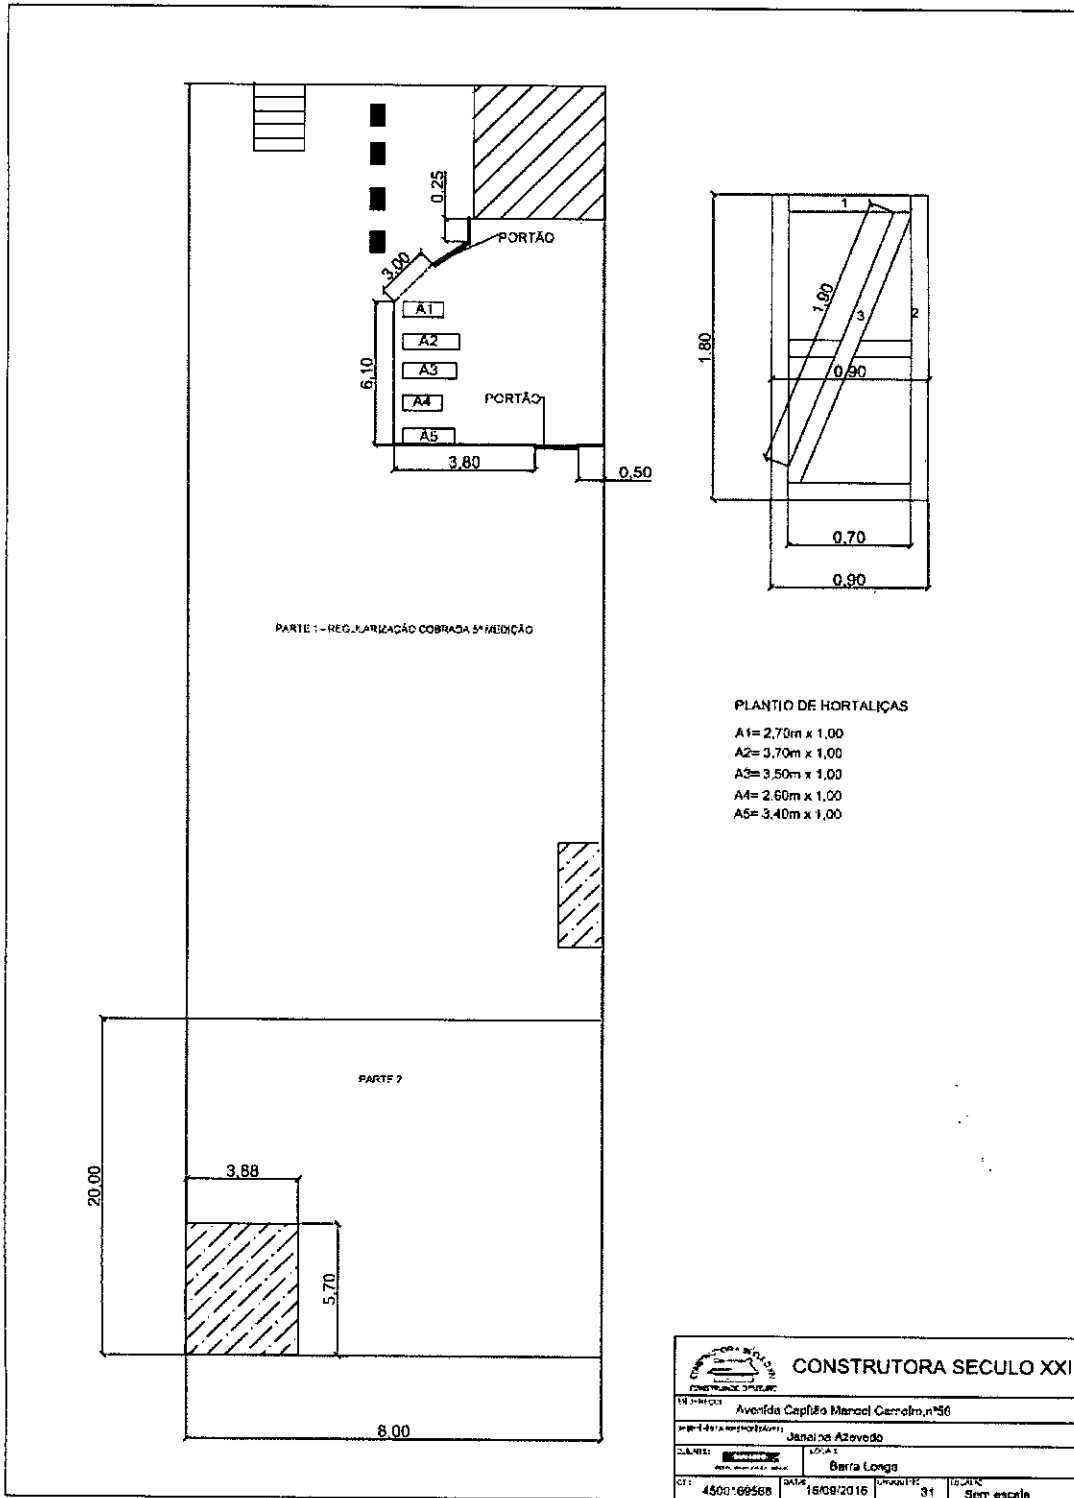 0,25
PORTÃO
3,00
A1
A2
A3
A4
A5
6,10
PORTÃO
3,80
0,50
1
1,90
3
2
1,80
0,90
0,70
0,90
PARTE 1 - REGULARIZAÇÃO COBRADA 5ª MEDIÇÃO
PLANTIO DE HORTALIÇAS
A1= 2,70m x 1,00
A2= 3,70m x 1,00
A3= 3,50m x 1,00
A4= 2,60m x 1,00
A5= 3,40m x 1,00
PARTE 2
20,00
3,88
5,70
8,00
CONSTRUTORA SÉCULO XXI
CONSTRUTORA SECULO XXI
Avenida Capitão Manoel Carneiro,nº56
Janaina Azevedo
Barra Longa
DATA:
4500169568
16/09/2016
31
Sem escala